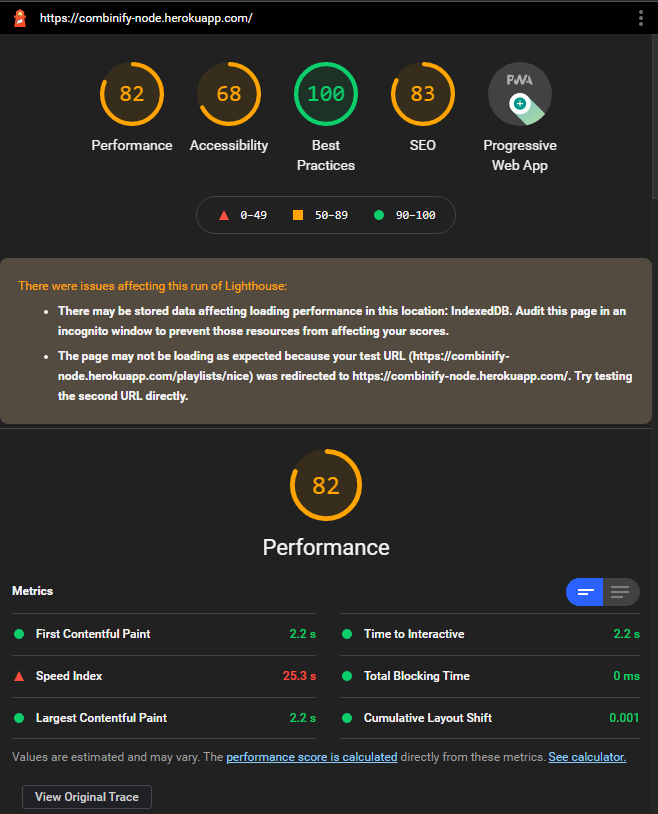 https://combinify-node.herokuapp.com/
82
68
100
83
PWA
Performance
Accessibility
Best
Practices
SEO
Progressive
Web App
0–49
50–89
90–100
There were issues affecting this run of Lighthouse:
• There may be stored data affecting loading performance in this location: IndexedDB. Audit this page in an
incognito window to prevent those resources from affecting your scores.
• The page may not be loading as expected because your test URL (https://combinify-
node.herokuapp.com/playlists/nice) was redirected to https://combinify-node.herokuapp.com/. Try testing
the second URL directly.
82
Performance
Metrics
First Contentful Paint 2.2 s
Time to Interactive 2.2 s
Speed Index 25.3 s
Total Blocking Time 0 ms
Largest Contentful Paint 2.2 s
Cumulative Layout Shift 0.001
Values are estimated and may vary. The performance score is calculated directly from these metrics. See calculator.
View Original Trace